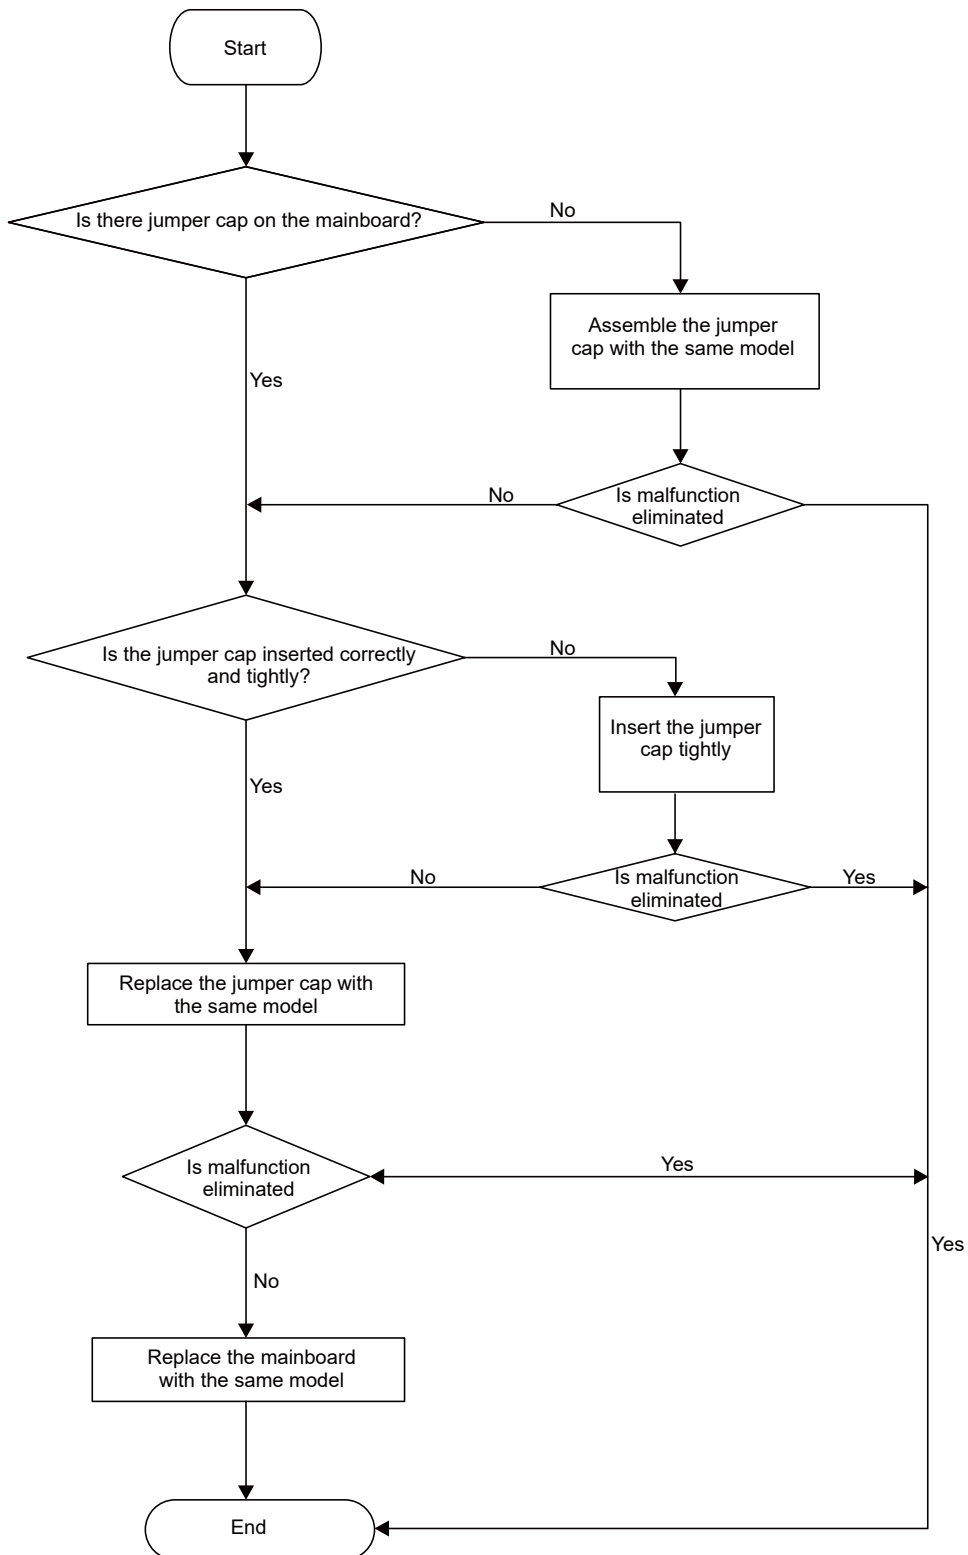 Start
Is there jumper cap on the mainboard?
No
Assemble the jumper
cap with the same model
Yes
No
Is malfunction
eliminated
Is the jumper cap inserted correctly
and tightly?
No
Insert the jumper
cap tightly
Yes
No
Is malfunction
eliminated
Yes
Replace the jumper cap with
the same model
Is malfunction
eliminated
Yes
Yes
No
Replace the mainboard
with the same model
End